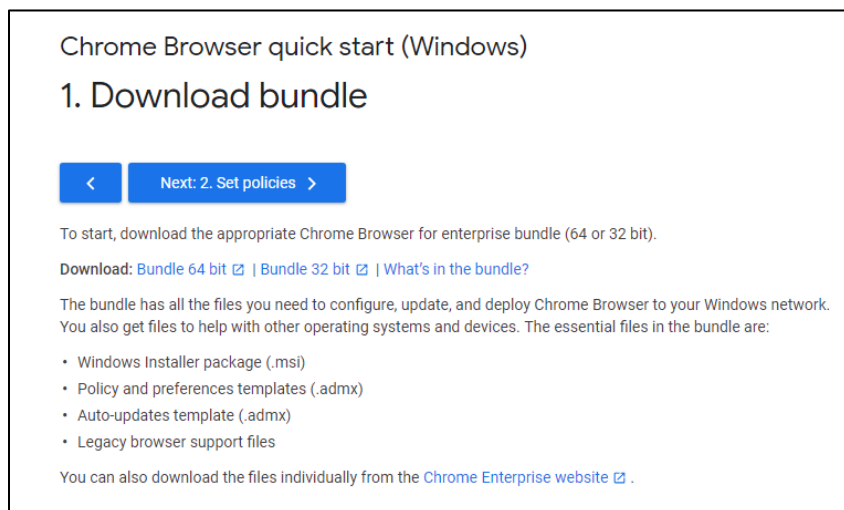 Chrome Browser quick start (Windows)
1. Download bundle
Next: 2. Set policies
To start, download the appropriate Chrome Browser for enterprise bundle (64 or 32 bit).
Download: Bundle 64 bit | Bundle 32 bit | What's in the bundle?
The bundle has all the files you need to configure, update, and deploy Chrome Browser to your Windows network.
You also get files to help with other operating systems and devices. The essential files in the bundle are:
• Windows Installer package (.msi)
• Policy and preferences templates (.admx)
• Auto-updates template (.admx)
• Legacy browser support files
You can also download the files individually from the Chrome Enterprise website .